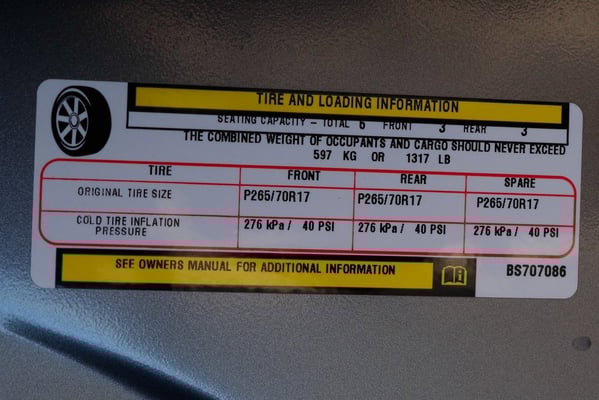 TIRE AND LOADING INFORMATION
SEATING CAPACITY - TOTAL 6 FRONT 3 REAR 3
THE COMBINED WEIGHT OF OCCUPANTS AND CARGO SHOULD NEVER EXCEED
597 KG OR 1317 LB
TIRE FRONT REAR SPARE
ORIGINAL TIRE SIZE P265/70R17 P265/70R17 P265/70R17
COLD TIRE INFLATION PRESSURE 276 kPa / 40 PSI 276 kPa / 40 PSI 276 kPa / 40 PSI
SEE OWNERS MANUAL FOR ADDITIONAL INFORMATION
BS707086